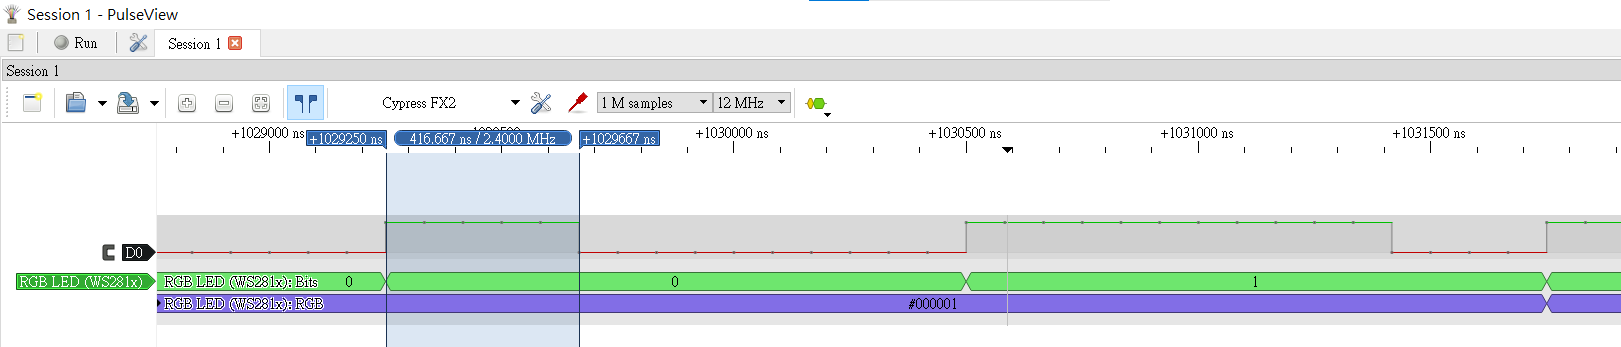 Session 1 - PulseView
Run
Session 1
Session 1
Cypress FX2
1 M samples
12 MHz
+1029000 ns
+1030000 ns
+1030500 ns
+1031000 ns
+1031500 ns
+1029250 ns
416.667 ns / 2.4000 MHz
+1029667 ns
D0
RGB LED (WS281x)
RGB LED (WS281x): Bits
0
0
1
RGB LED (WS281x): RGB
#000001